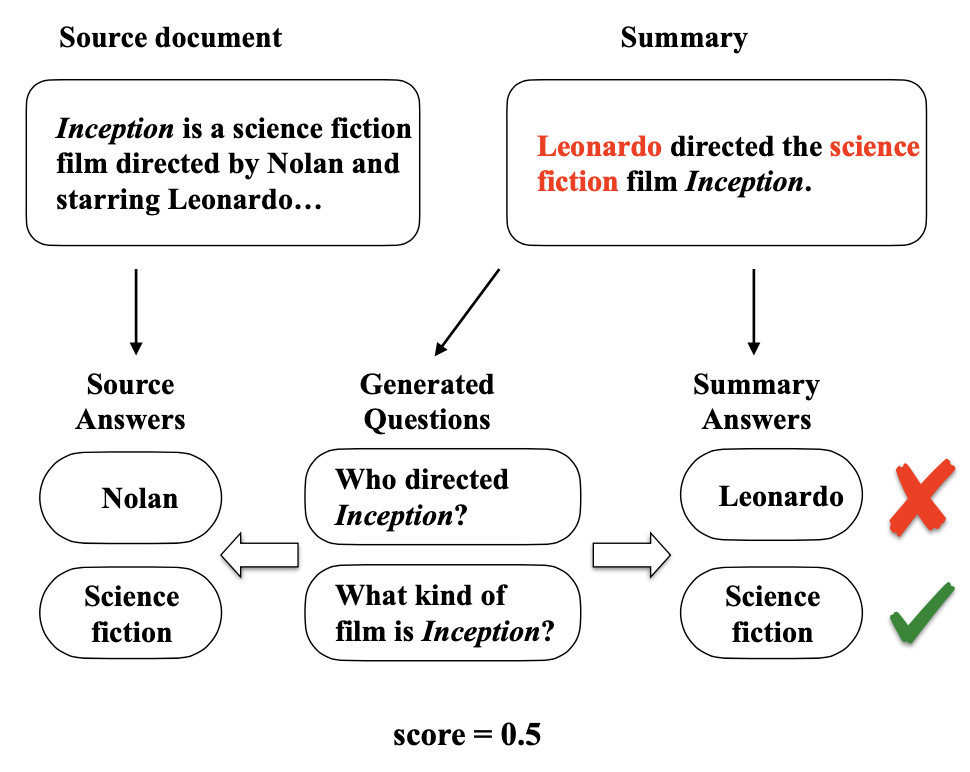 Source document
Summary
Inception is a science fiction
film directed by Nolan and
starring Leonardo…
Leonardo directed the science
fiction film Inception.
Source
Answers
Generated
Questions
Summary
Answers
Nolan
Who directed
Inception?
Leonardo
Science
fiction
What kind of
film is Inception?
Science
fiction
score = 0.5